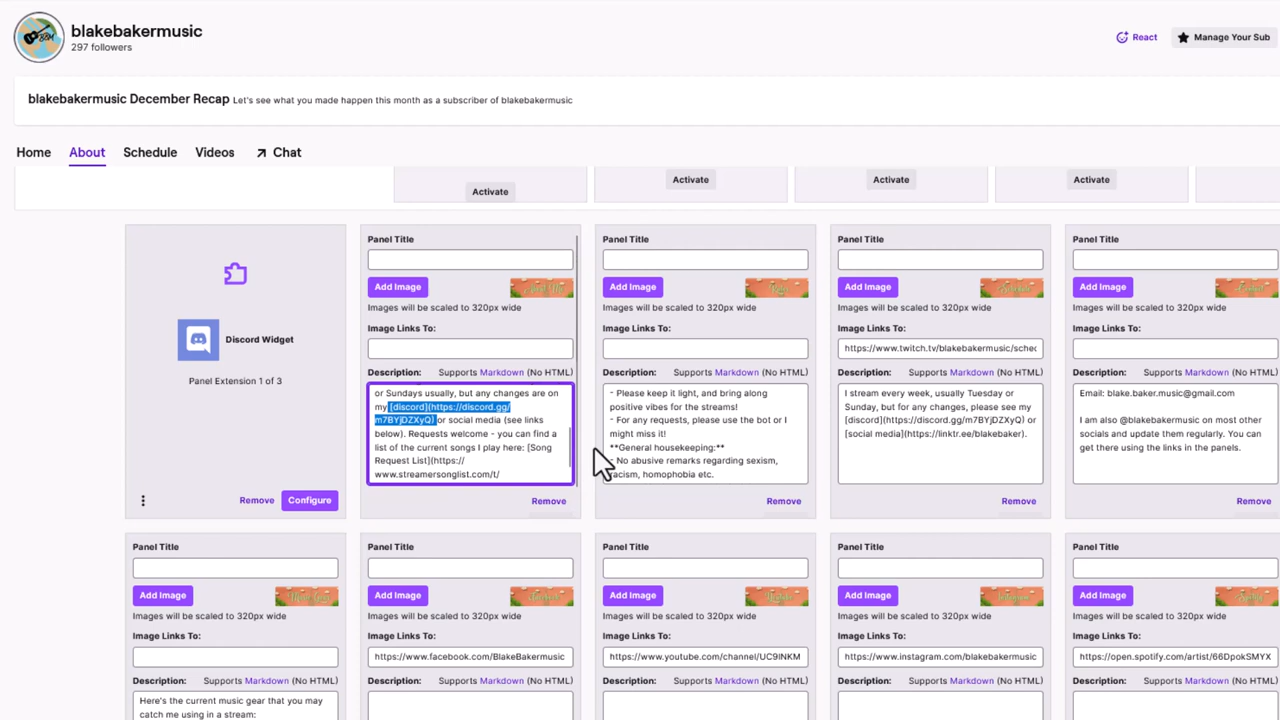 blakebakermusic
297 followers
React
Manage Your Sub
blakebakermusic December Recap Let's see what you made happen this month as a subscriber of blakebakermusic
Home About Schedule Videos Chat
Activate
Activate
Activate
Activate
Discord Widget
Panel Extension 1 of 3
Remove
Configure
Panel Title
Add Image
Images will be scaled to 320px wide
Image Links To:
Description: Supports Markdown (No HTML)
or Sundays usually, but any changes are on
my [discord](https://discord.gg/
m7BYjDZXyQ) or social media (see links
below). Requests welcome - you can find a
list of the current songs I play here: [Song
Request List](https://
www.streamersonglist.com/t/
Remove
Panel Title
Add Image
Images will be scaled to 320px wide
Image Links To:
Description: Supports Markdown (No HTML)
- Please keep it light, and bring along
positive vibes for the streams!
- For any requests, please use the bot or I
might miss it!
**General housekeeping:**
No abusive remarks regarding sexism,
racism, homophobia etc.
Remove
Panel Title
Add Image
Images will be scaled to 320px wide
Image Links To:
https://www.twitch.tv/blakebakermusic/sched
Description: Supports Markdown (No HTML)
I stream every week, usually Tuesday or
Sunday, but for any changes, please see my
[discord](https://discord.gg/m7BYjDZXyQ) or
[social media](https://linktr.ee/blakebaker).
Remove
Panel Title
Add Image
Images will be scaled to 320px wide
Image Links To:
Description: Supports Markdown (No HTML)
Email: blake.baker.music@gmail.com
I am also @blakebakermusic on most other
socials and update them regularly. You can
get there using the links in the panels.
Remove
Panel Title
Add Image
Images will be scaled to 320px wide
Image Links To:
Description: Supports Markdown (No HTML)
Here's the current music gear that you may
catch me using in a stream:
Panel Title
Add Image
Images will be scaled to 320px wide
Image Links To:
https://www.facebook.com/BlakeBakermusic
Description: Supports Markdown (No HTML)
Panel Title
Add Image
Images will be scaled to 320px wide
Image Links To:
https://www.youtube.com/channel/UC9INKM
Description: Supports Markdown (No HTML)
Panel Title
Add Image
Images will be scaled to 320px wide
Image Links To:
https://www.instagram.com/blakebakermusic
Description: Supports Markdown (No HTML)
Panel Title
Add Image
Images will be scaled to 320px wide
Image Links To:
https://open.spotify.com/artist/66DpokSMYX
Description: Supports Markdown (No HTML)